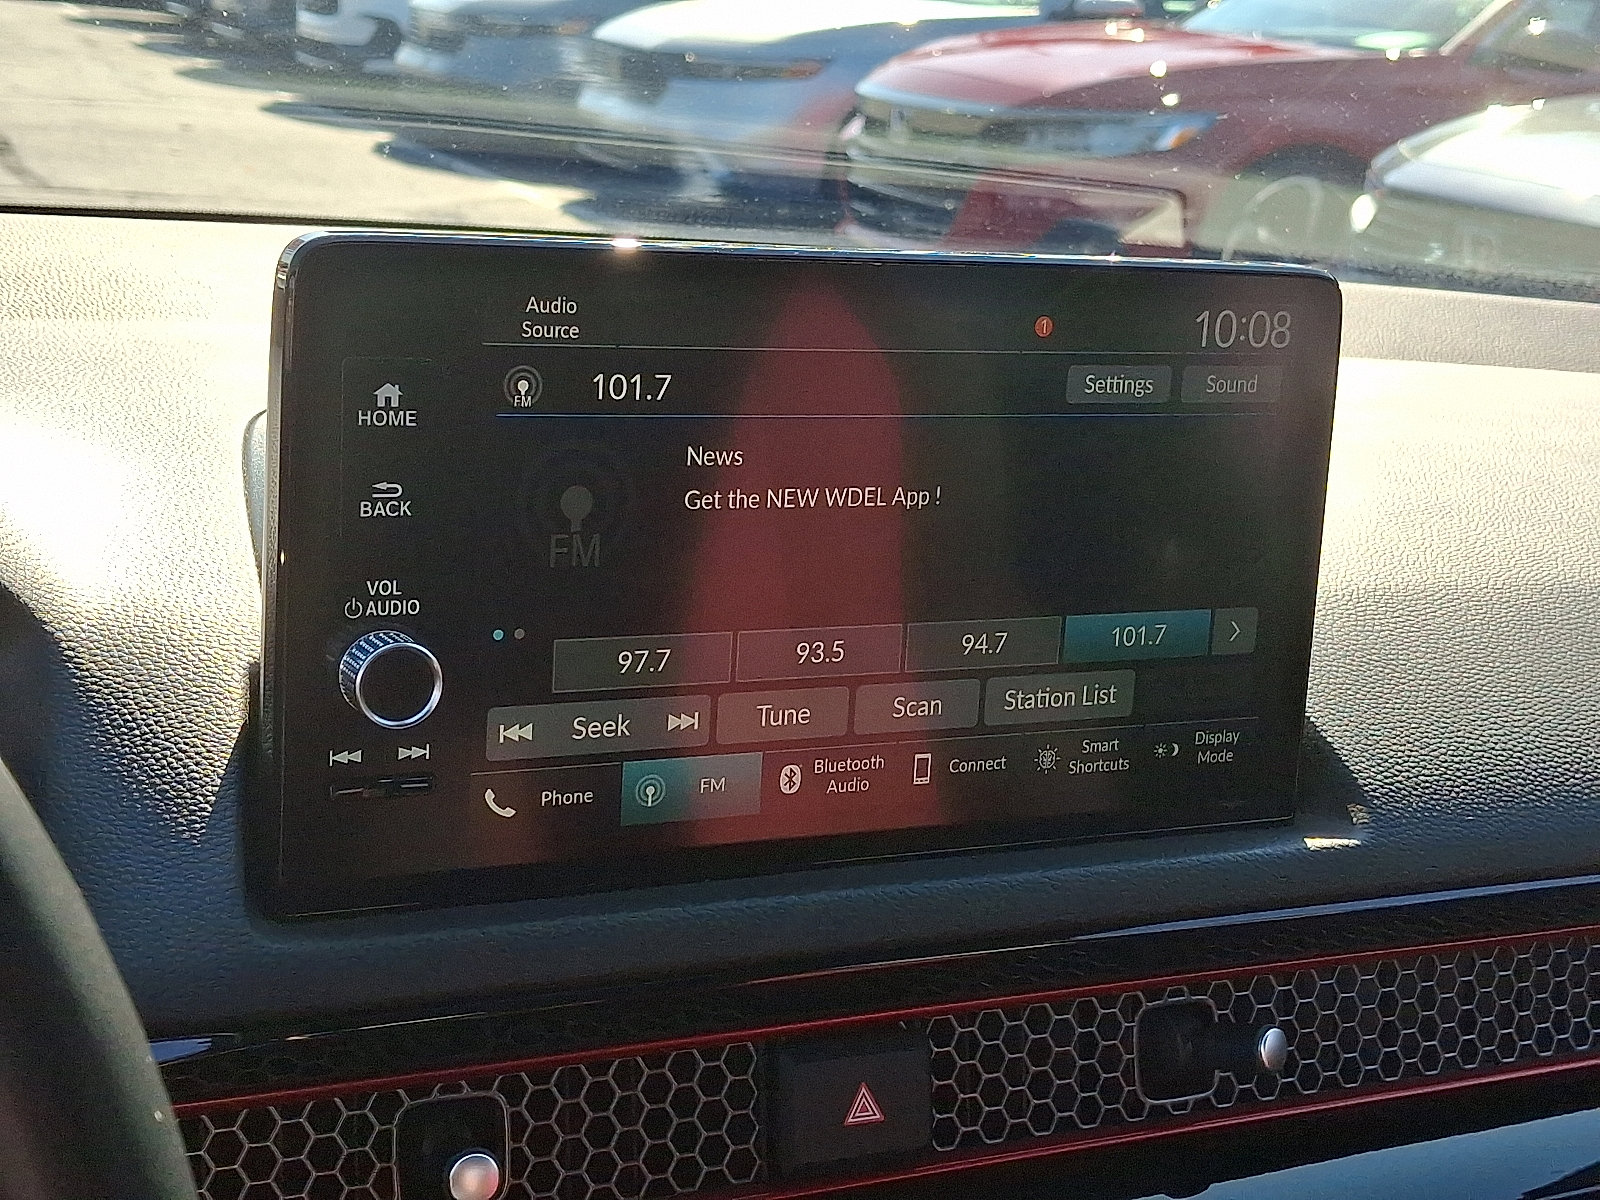 Audio
Source
1
10:08
FM
101.7
Settings
Sound
HOME
BACK
VOL
AUDIO
News
Get the NEW WDEL App !
FM
97.7
93.5
94.7
101.7
Seek
Tune
Scan
Station List
Phone
FM
Bluetooth
Audio
Connect
Smart
Shortcuts
Display
Mode